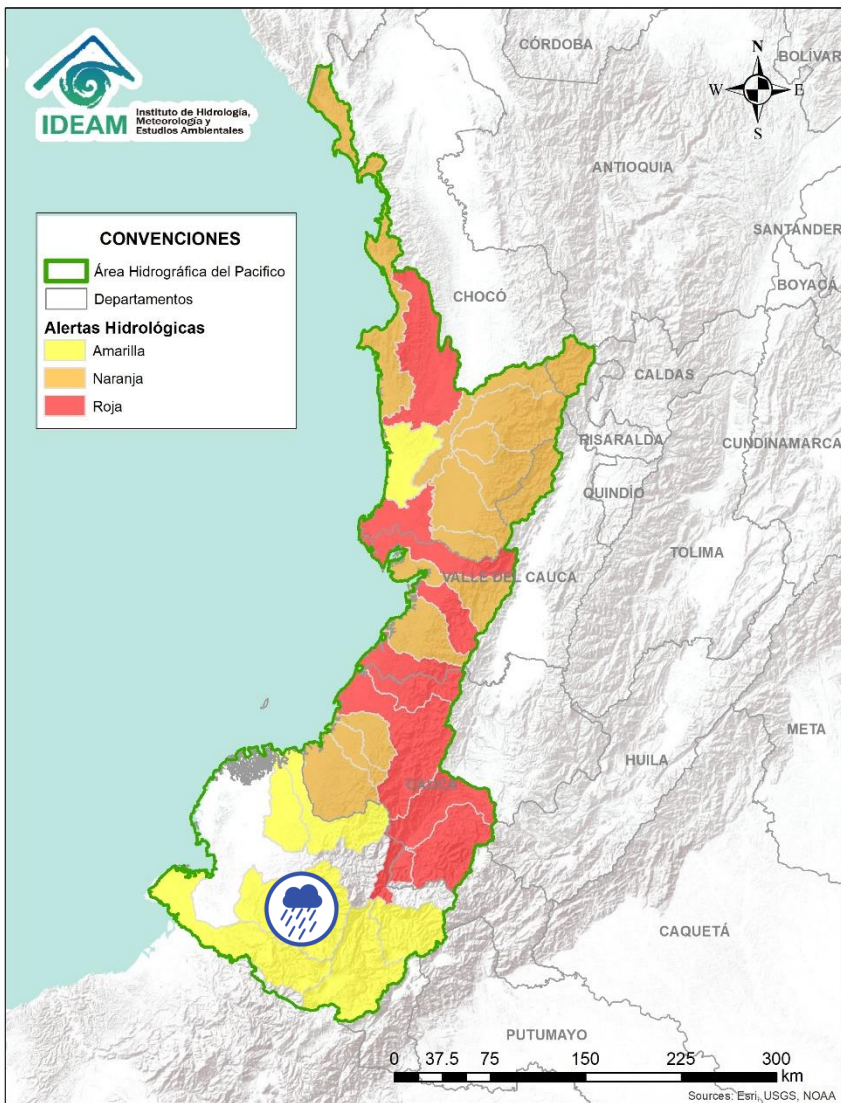 IDEAM
Instituto de Hidrología,
Meteorología y
Estudios Ambientales
N
W
E
S
CONVENCIONES
Área Hidrográfica del Pacifico
Departamentos
Alertas Hidrológicas
Amarilla
Naranja
Roja
CÓRDOBA
BOLÍVAR
ANTIOQUIA
SANTANDER
BOYACÁ
CHOCÓ
CALDAS
RISARALDA
CUNDINAMARCA
QUINDÍO
TOLIMA
VALLE DEL CAUCA
META
HUILA
CAUCA
CAQUETÁ
PUTUMAYO
0 37.5 75 150 225 300
km
Sources: Esri, USGS, NOAA